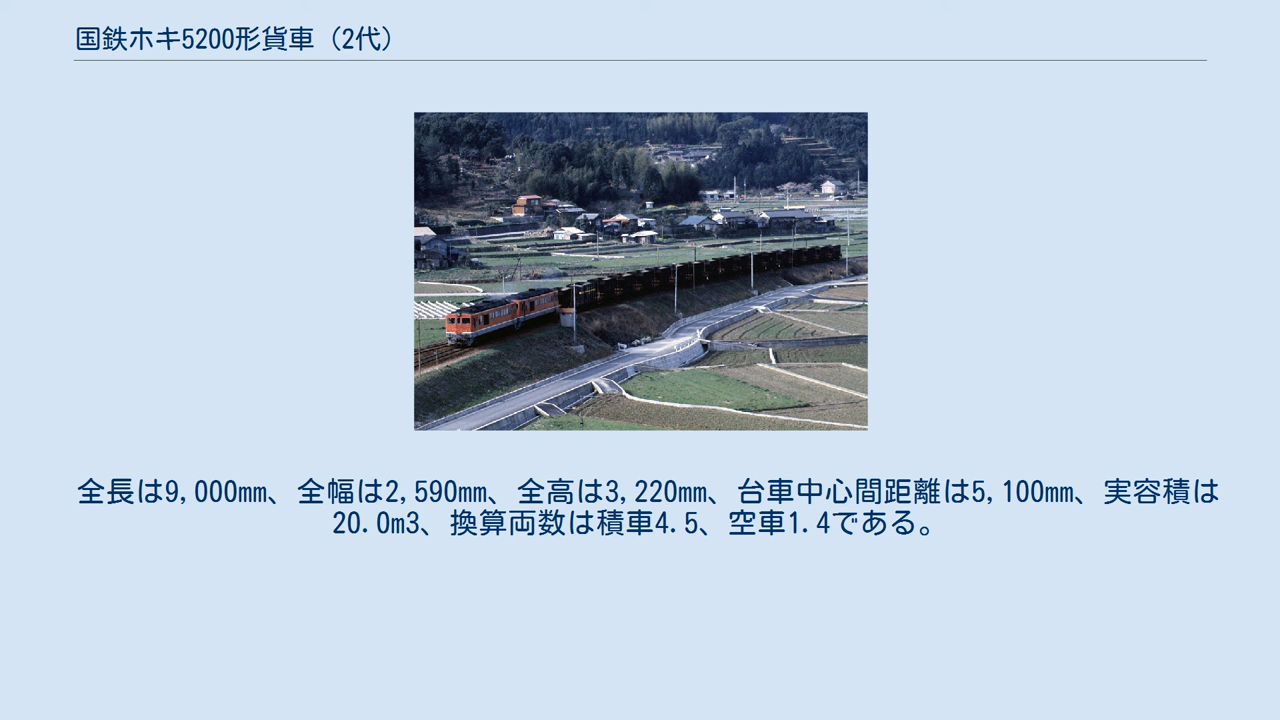 国鉄ホキ5200形貨車（2代）
全長は9,000mm、全幅は2,590mm、全高は3,220mm、台車中心間距離は5,100mm、実容積は
20.0m3、換算両数は積車4.5、空車1.4である。